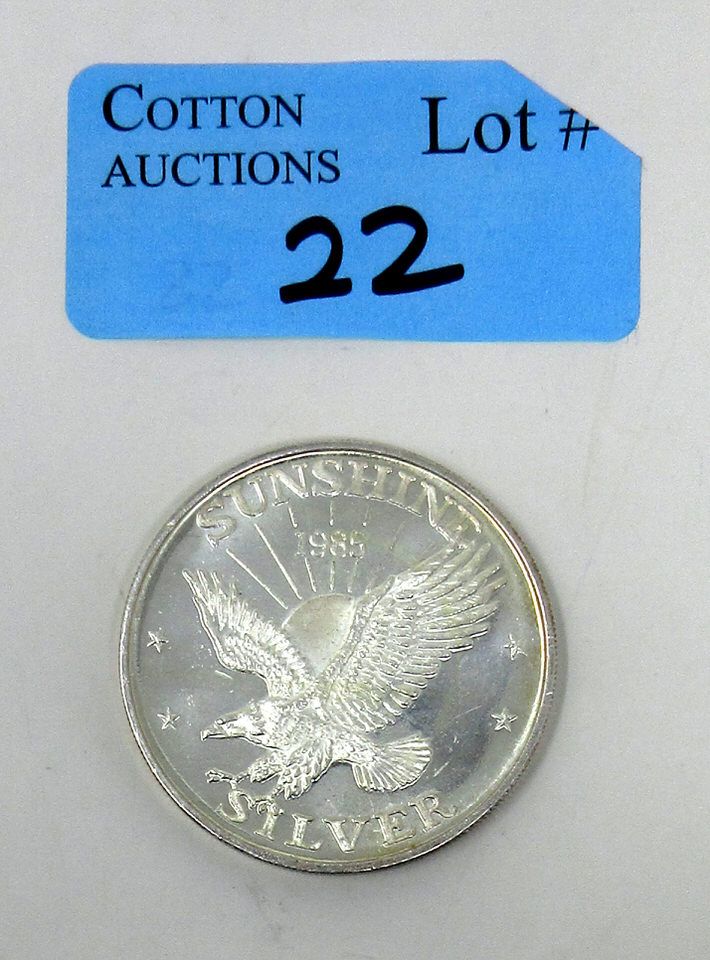 COTTON
AUCTIONS
Lot #
22
SUNSHINE
1985
SILVER